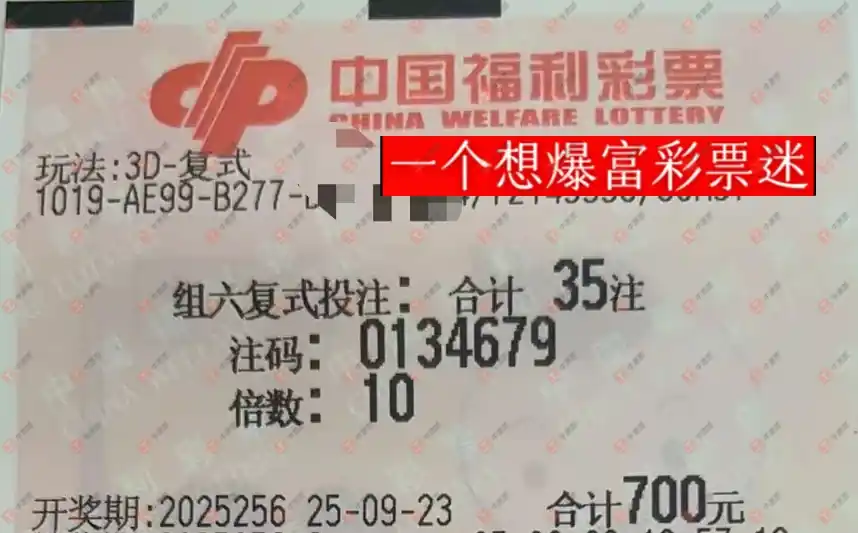 中国福利彩票
CHINA WELFARE LOTTERY
一个想爆富彩票迷
玩法:3D-复式
1019-AE99-B277-
组六复式投注: 合计 35注
注码: 0134679
倍数: 10
开奖期:2025256 25-09-23 合计700元